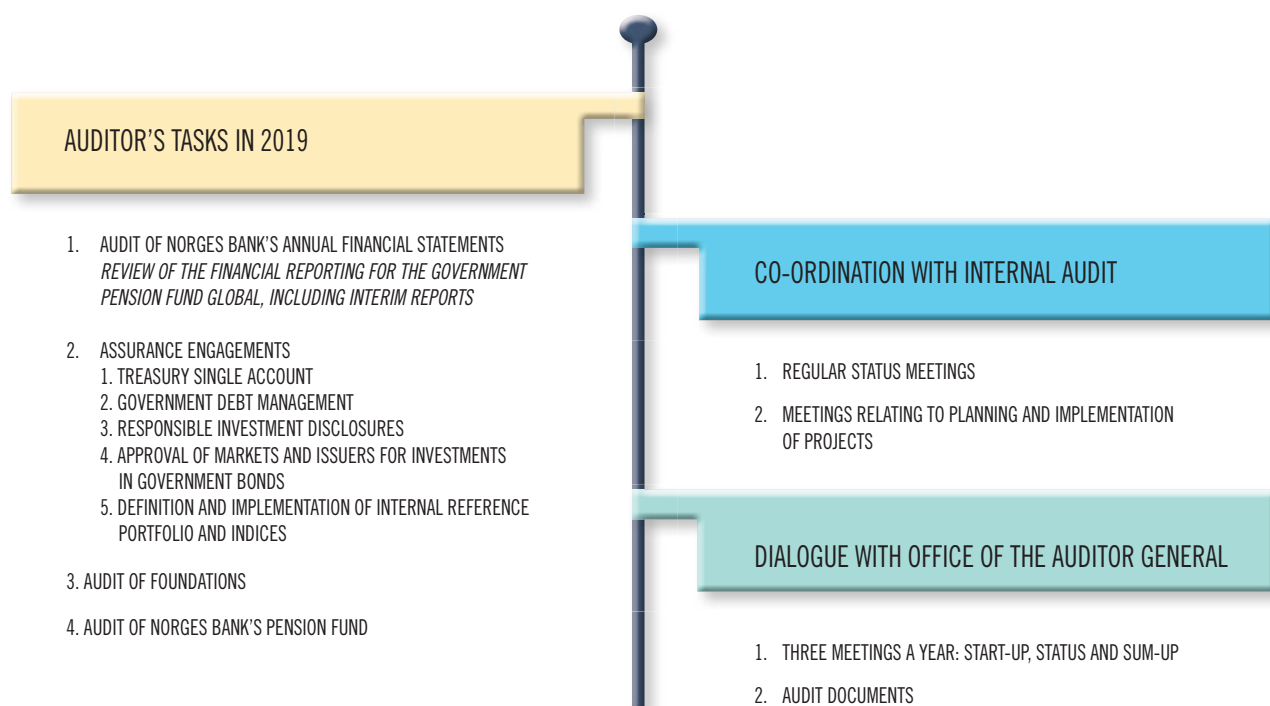 AUDITOR'S TASKS IN 2019
1. AUDIT OF NORGES BANK'S ANNUAL FINANCIAL STATEMENTS
REVIEW OF THE FINANCIAL REPORTING FOR THE GOVERNMENT
PENSION FUND GLOBAL, INCLUDING INTERIM REPORTS
2. ASSURANCE ENGAGEMENTS
1. TREASURY SINGLE ACCOUNT
2. GOVERNMENT DEBT MANAGEMENT
3. RESPONSIBLE INVESTMENT DISCLOSURES
4. APPROVAL OF MARKETS AND ISSUERS FOR INVESTMENTS
IN GOVERNMENT BONDS
5. DEFINITION AND IMPLEMENTATION OF INTERNAL REFERENCE
PORTFOLIO AND INDICES
3. AUDIT OF FOUNDATIONS
4. AUDIT OF NORGES BANK'S PENSION FUND
CO-ORDINATION WITH INTERNAL AUDIT
1. REGULAR STATUS MEETINGS
2. MEETINGS RELATING TO PLANNING AND IMPLEMENTATION
OF PROJECTS
DIALOGUE WITH OFFICE OF THE AUDITOR GENERAL
1. THREE MEETINGS A YEAR: START-UP, STATUS AND SUM-UP
2. AUDIT DOCUMENTS